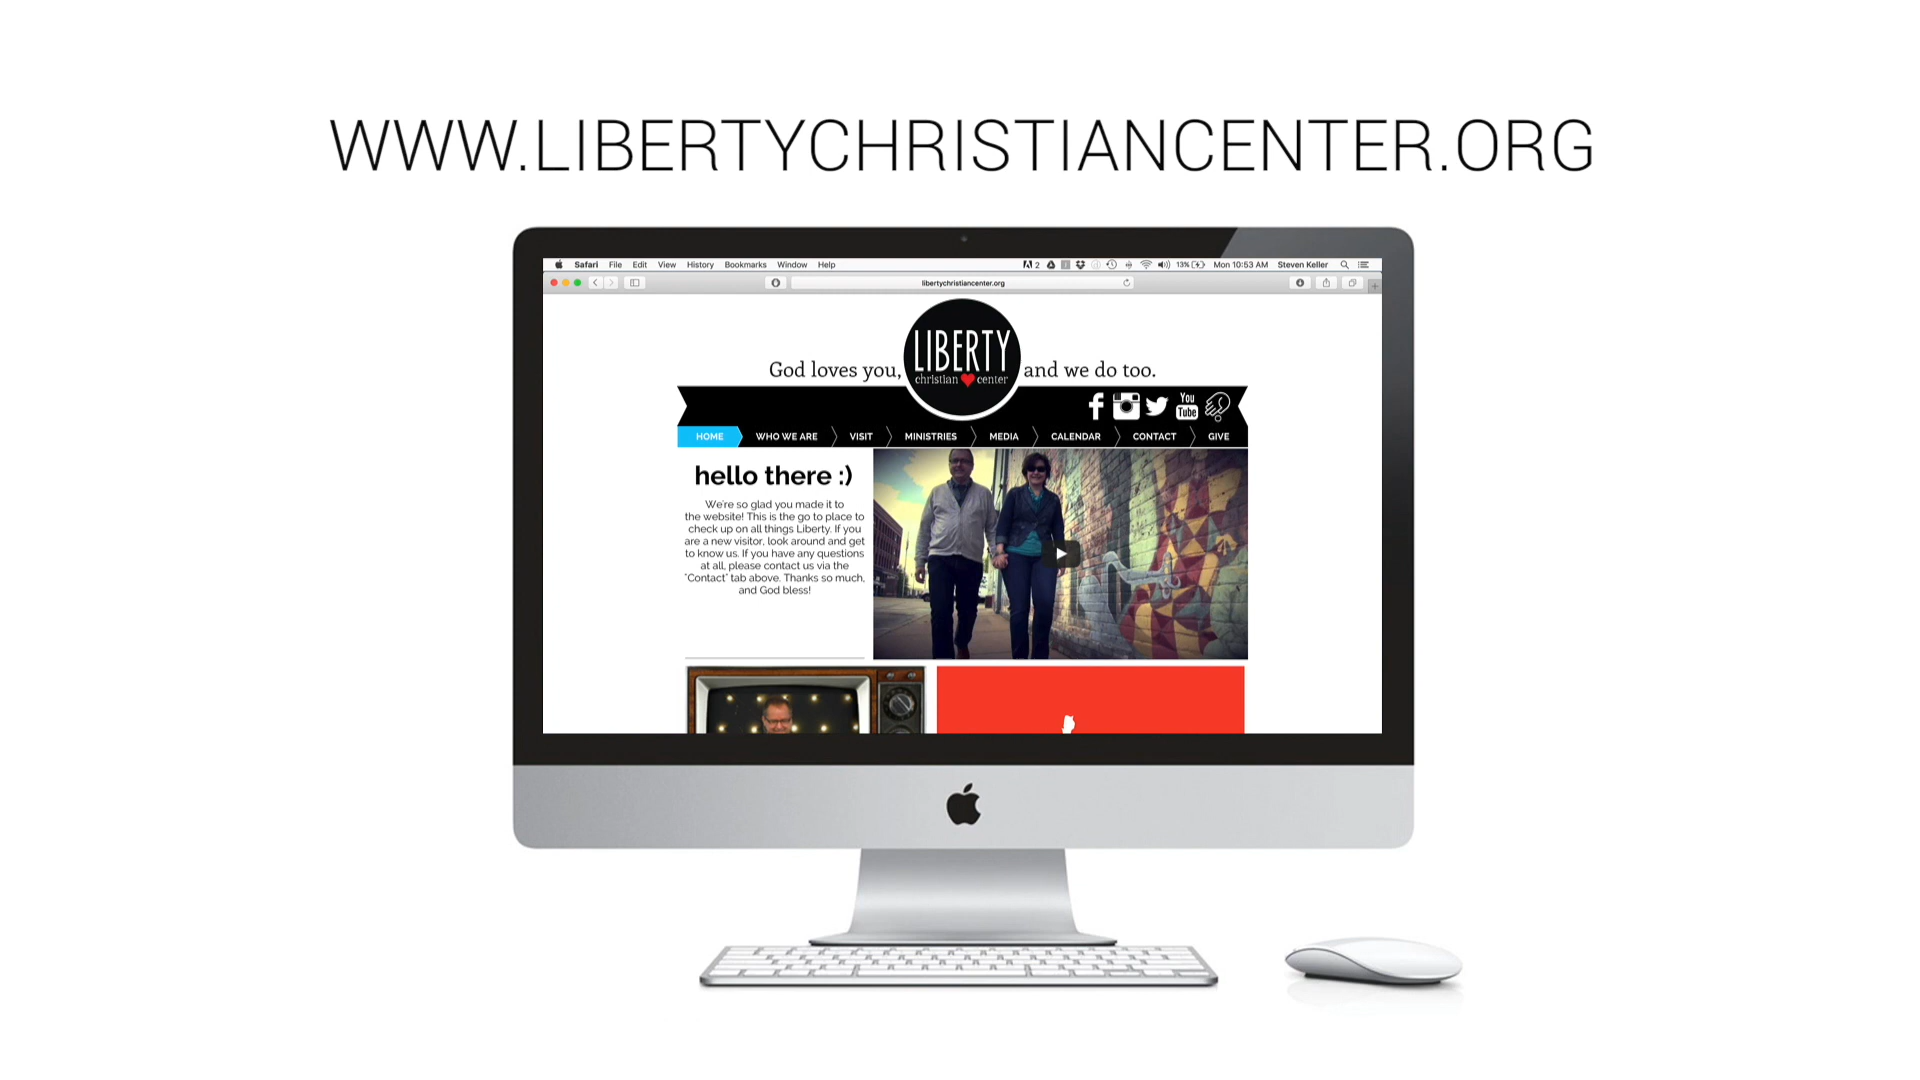 WWW.LIBERTYCHRISTIANCENTER.ORG
Safari File Edit View History Bookmarks Window Help
2 13% Mon 10:53 AM Steven Keller
libertychristiancenter.org
LIBERTY
christian center
God loves you, and we do too.
You
Tube
HOME WHO WE ARE VISIT MINISTRIES MEDIA CALENDAR CONTACT GIVE
hello there :)
We're so glad you made it to
the website! This is the go to place to
check up on all things Liberty. If you
are a new visitor, look around and get
to know us. If you have any questions
at all, please contact us via the
"Contact" tab above. Thanks so much,
and God bless!